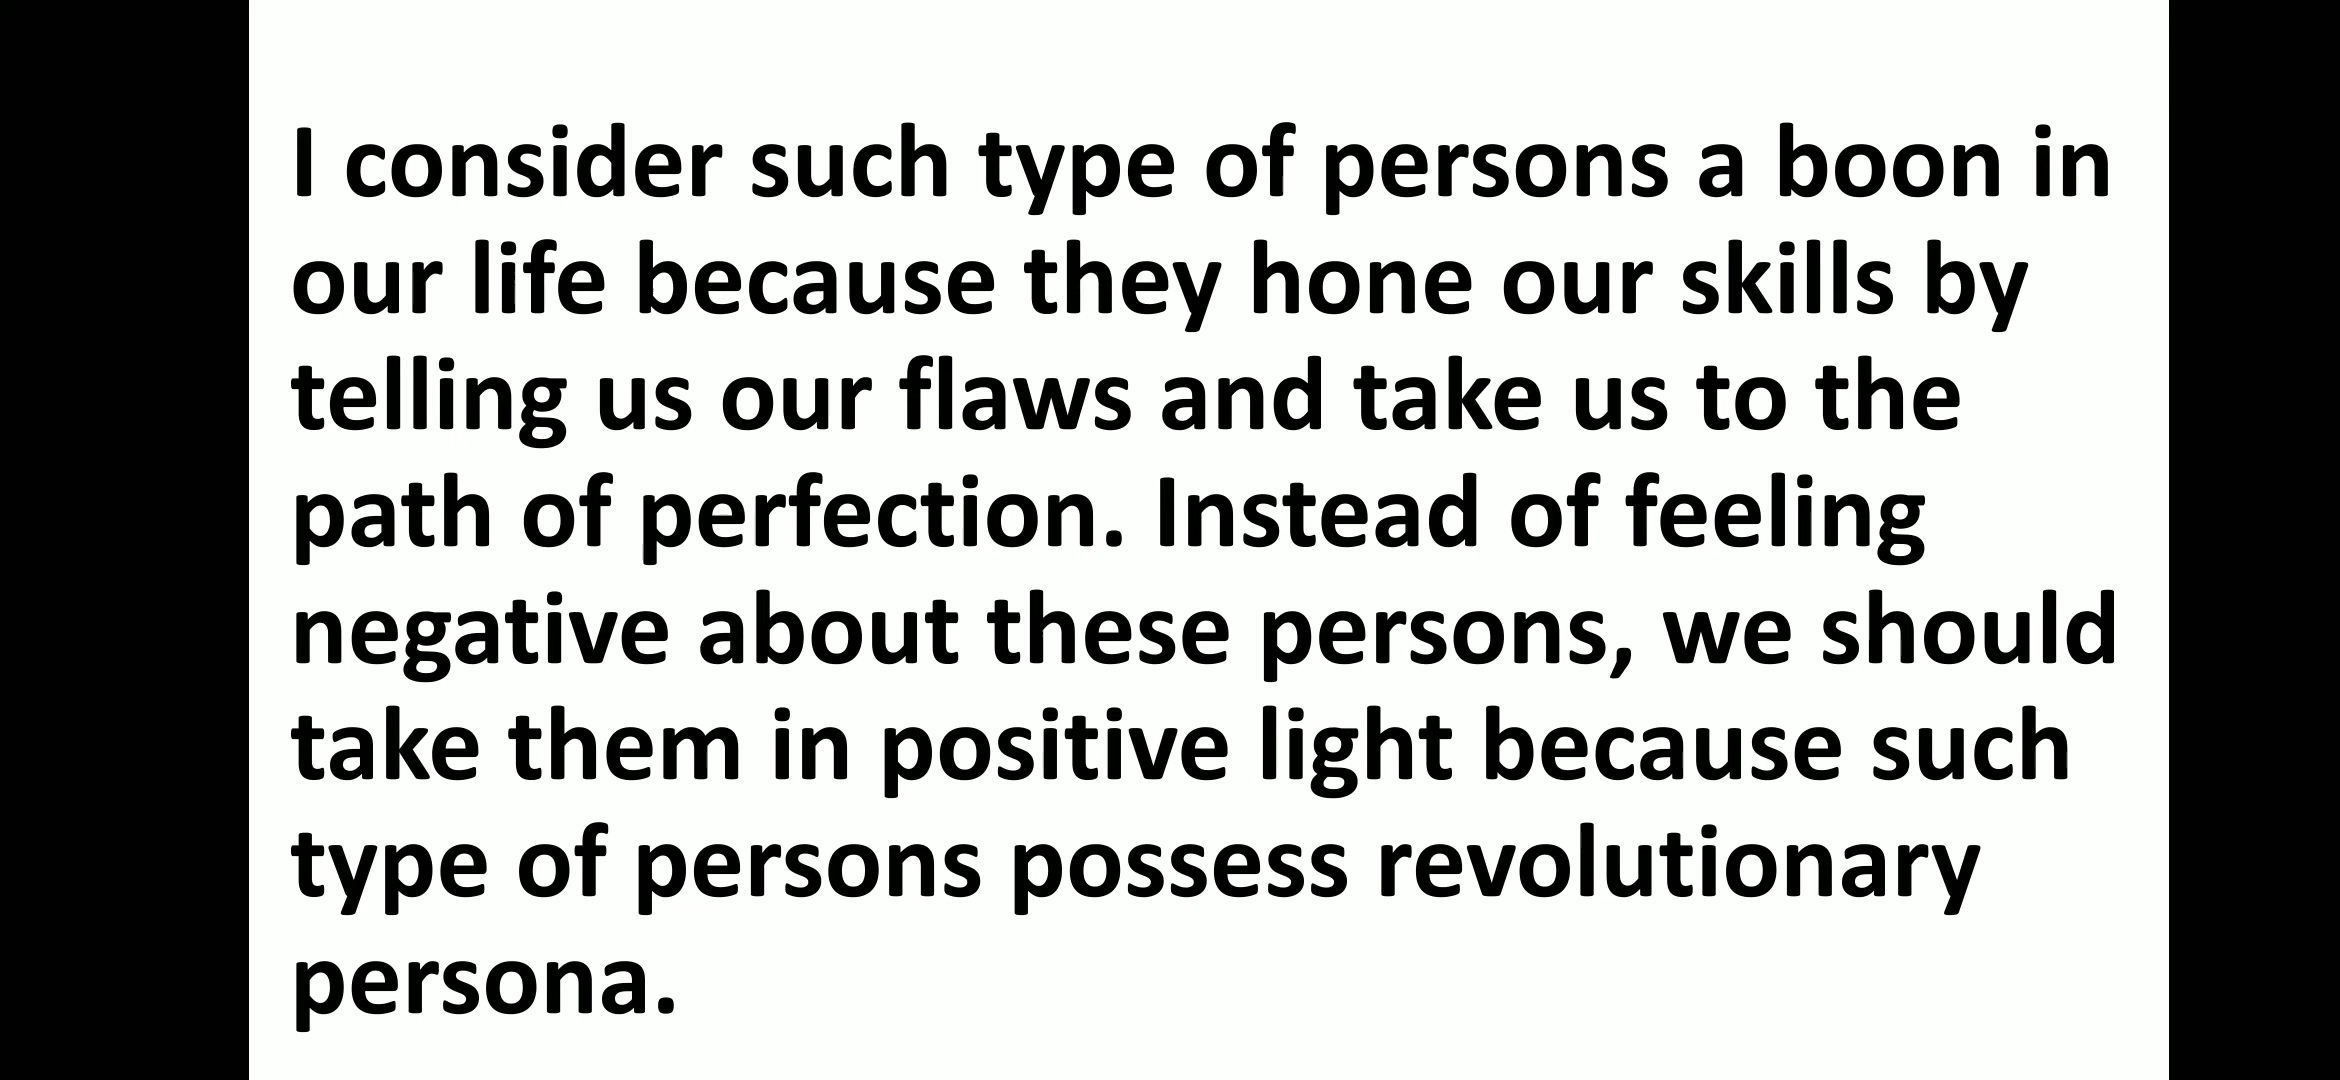 I consider such type of persons a boon in
our life because they hone our skills by
telling us our flaws and take us to the
path of perfection. Instead of feeling
negative about these persons, we should
take them in positive light because such
type of persons possess revolutionary
persona.